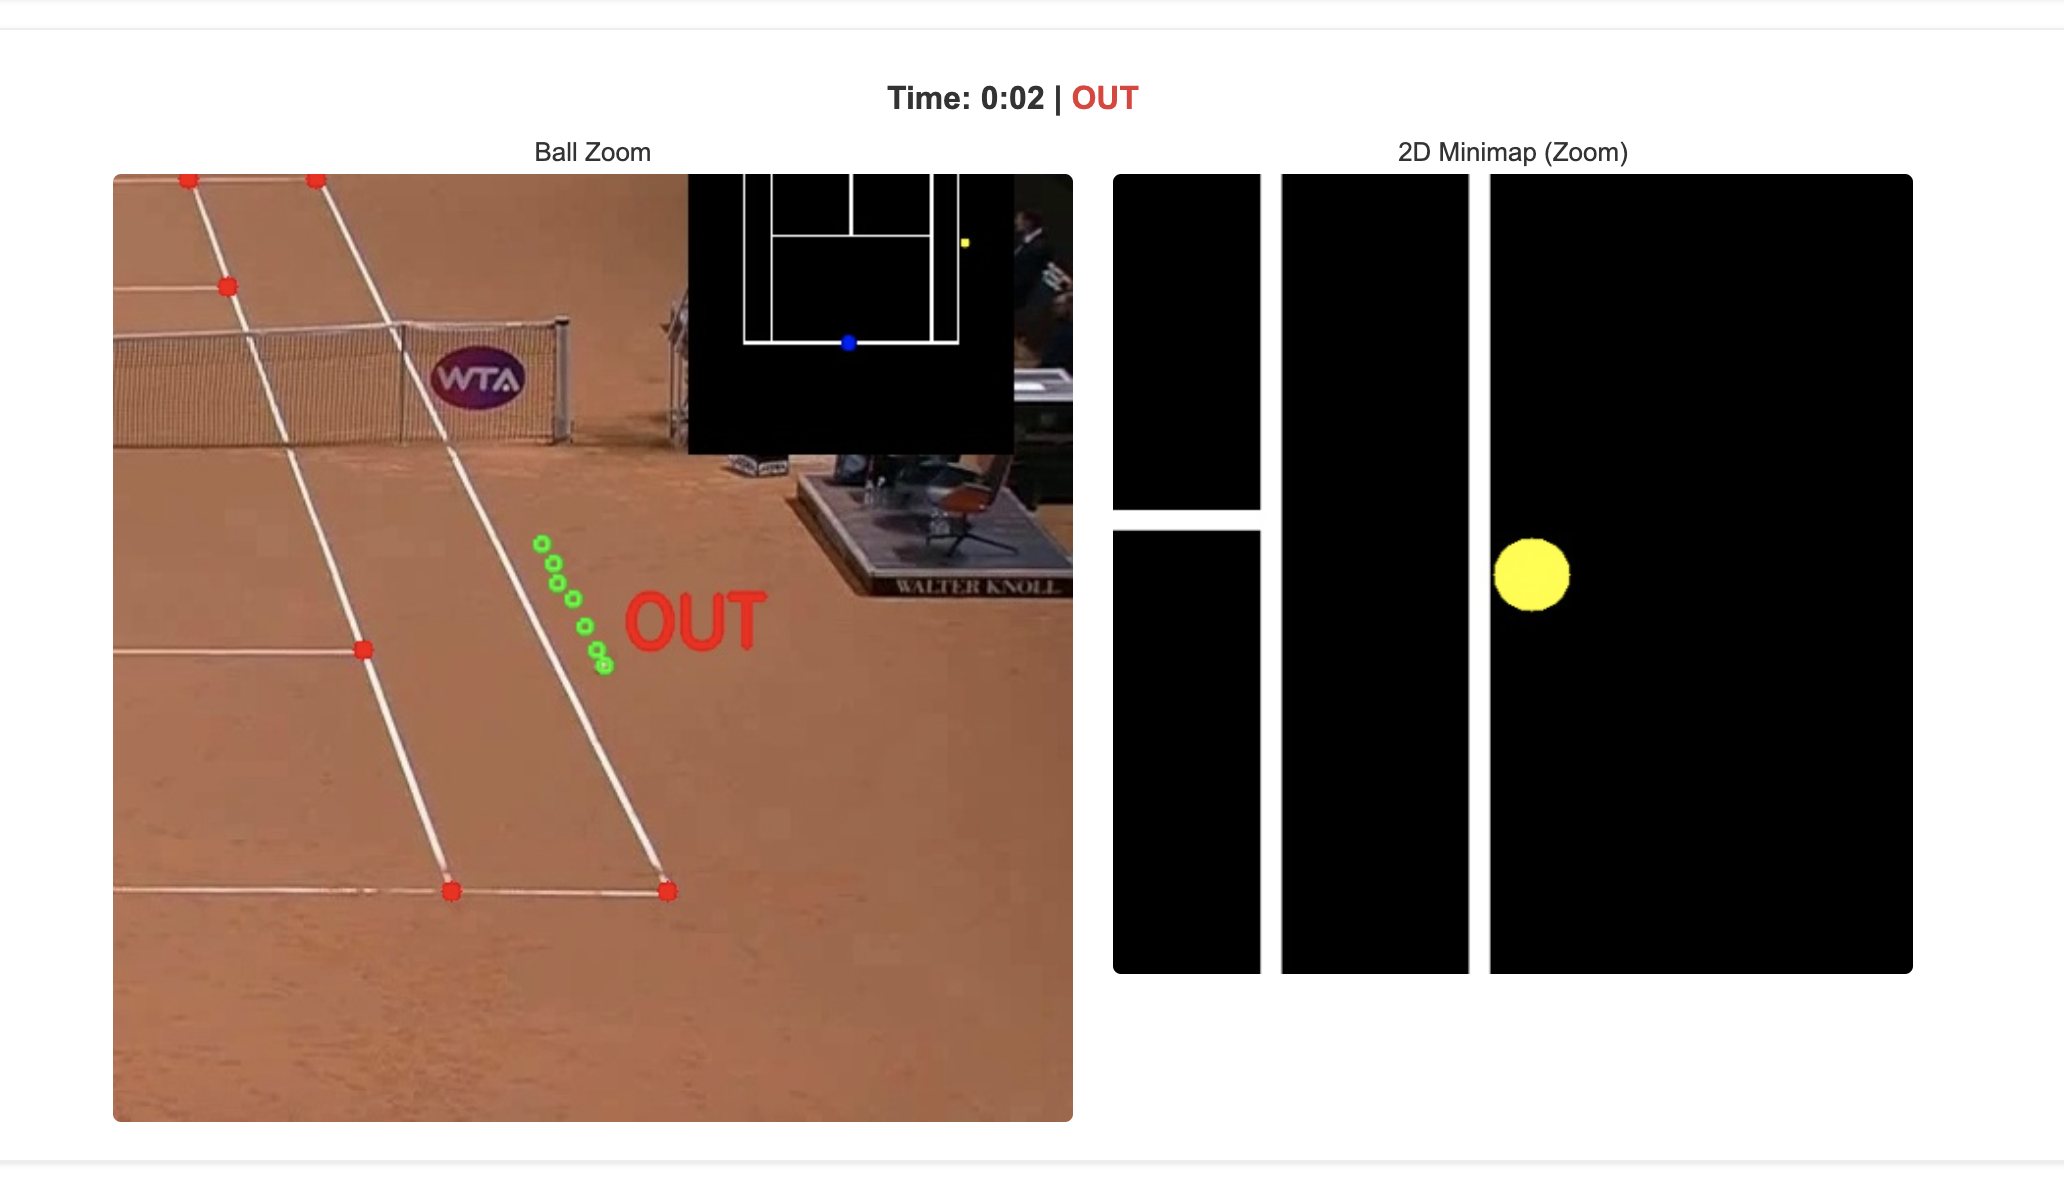 Time: 0:02 | OUT
Ball Zoom
2D Minimap (Zoom)
WTA
OUT
WALTER KNOLL